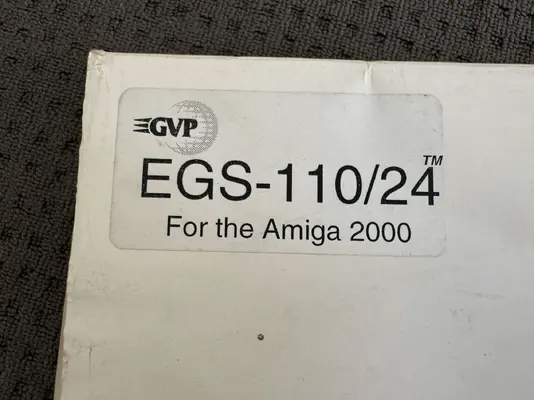 GVP
EGS-110/24™
For the Amiga 2000